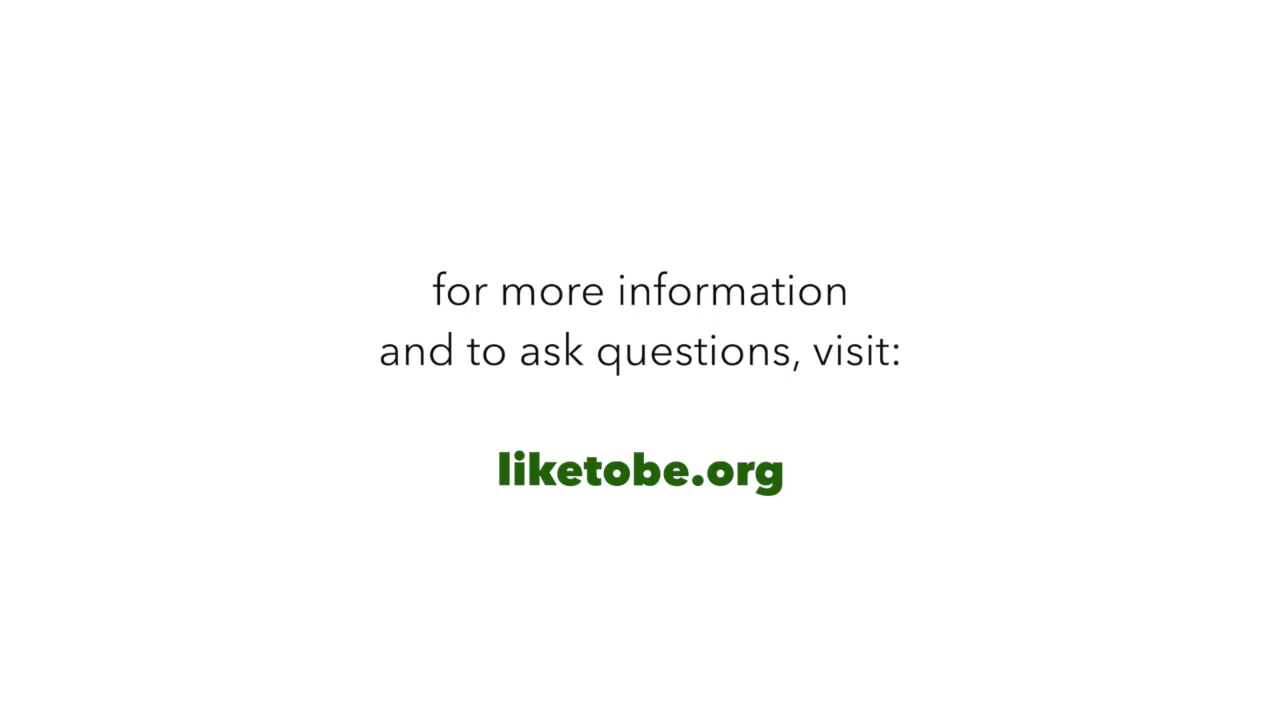 for more information
and to ask questions, visit:
liketobe.org